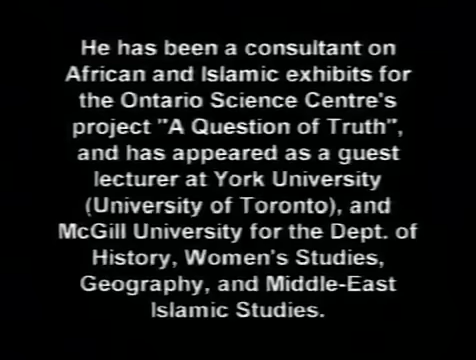 He has been a consultant on
African and Islamic exhibits for
the Ontario Science Centre's
project "A Question of Truth",
and has appeared as a guest
lecturer at York University
(University of Toronto), and
McGill University for the Dept. of
History, Women's Studies,
Geography, and Middle-East
Islamic Studies.